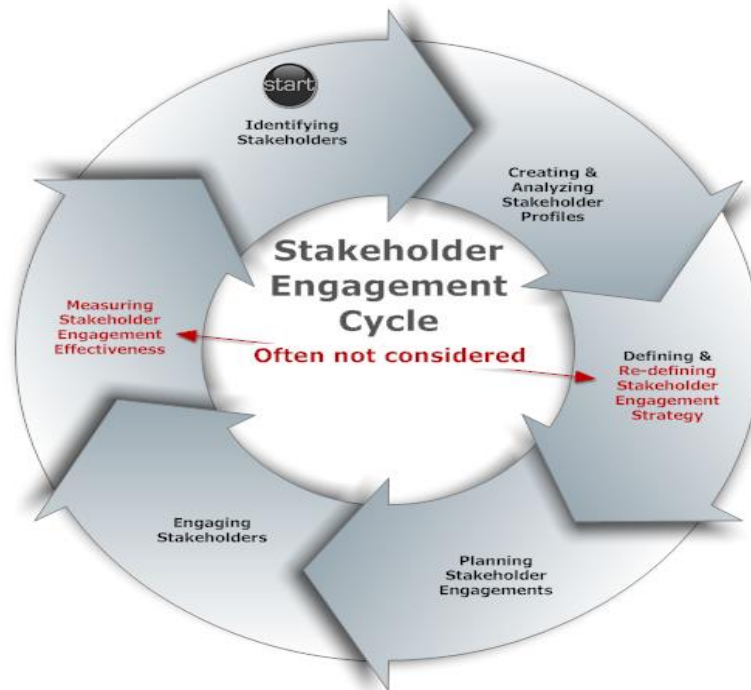 start
Identifying
Stakeholders
Creating &
Analyzing
Stakeholder
Profiles
Stakeholder
Engagement
Cycle
Often not considered
Defining &
Re-defining
Stakeholder
Engagement
Strategy
Planning
Stakeholder
Engagements
Engaging
Stakeholders
Measuring
Stakeholder
Engagement
Effectiveness